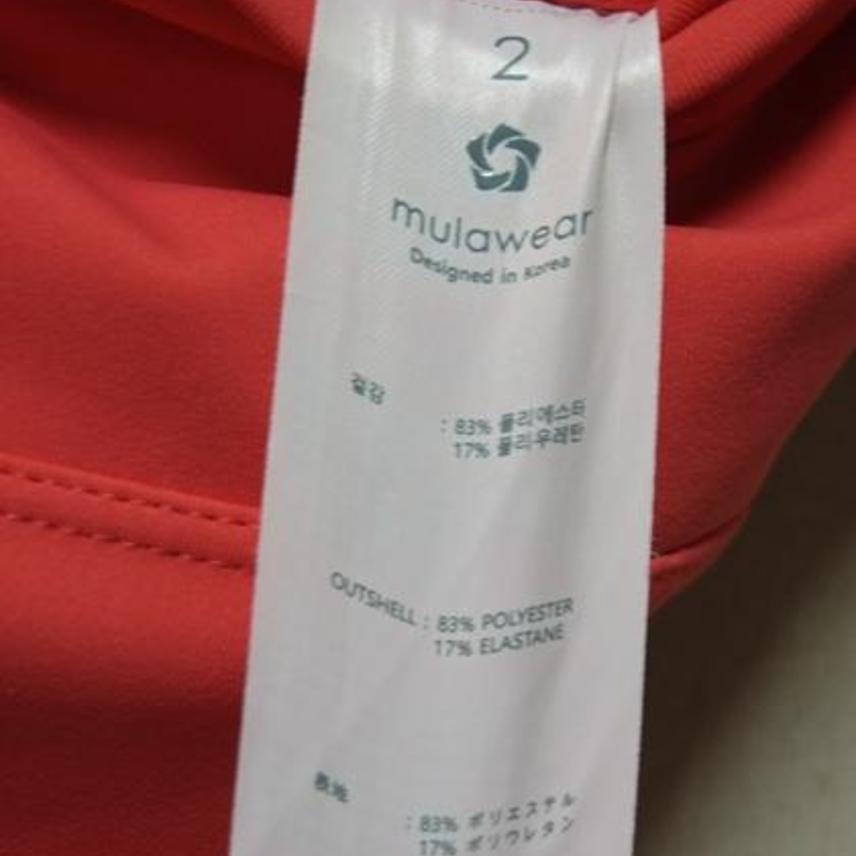 2
mulawear
Designed in Korea
겉감
: 83% 폴리에스터
17% 폴리우레탄
OUTSHELL : 83% POLYESTER
17% ELASTANE
表地
: 83% ポリエステル
17% ポリウレタン